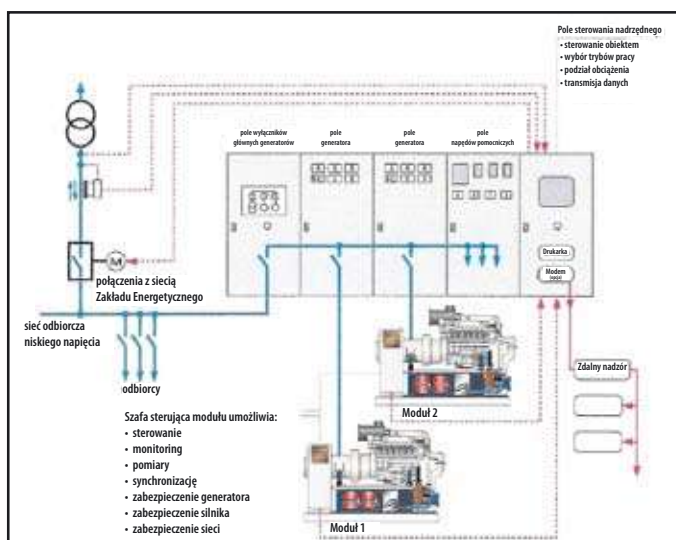 Pole sterowania nadrzędnego
• sterowanie obiektem
• wybór trybów pracy
• podział obciążenia
• transmisja danych
pole wyłączników
głównych generatorów
pole
generatora
pole
generatora
pole
napędów pomocniczych
Drukarka
Modem
(opcja)
M
połączenia z siecią
Zakładu Energetycznego
sieć odbiorcza
niskiego napięcia
odbiorcy
Zdalny nadzór
Moduł 2
Szafa sterująca modułu umożliwia:
• sterowanie
• monitoring
• pomiary
• synchronizację
• zabezpieczenie generatora
• zabezpieczenie silnika
• zabezpieczenie sieci
Moduł 1